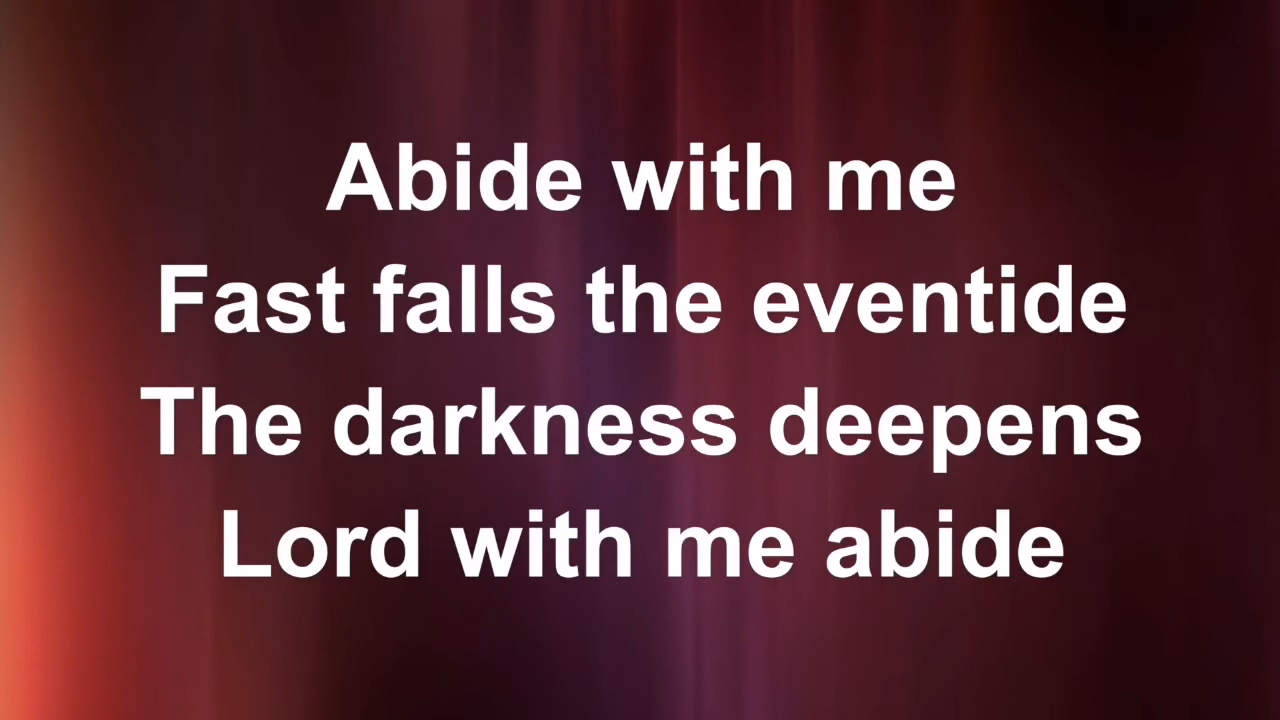 Abide with me
Fast falls the eventide
The darkness deepens
Lord with me abide